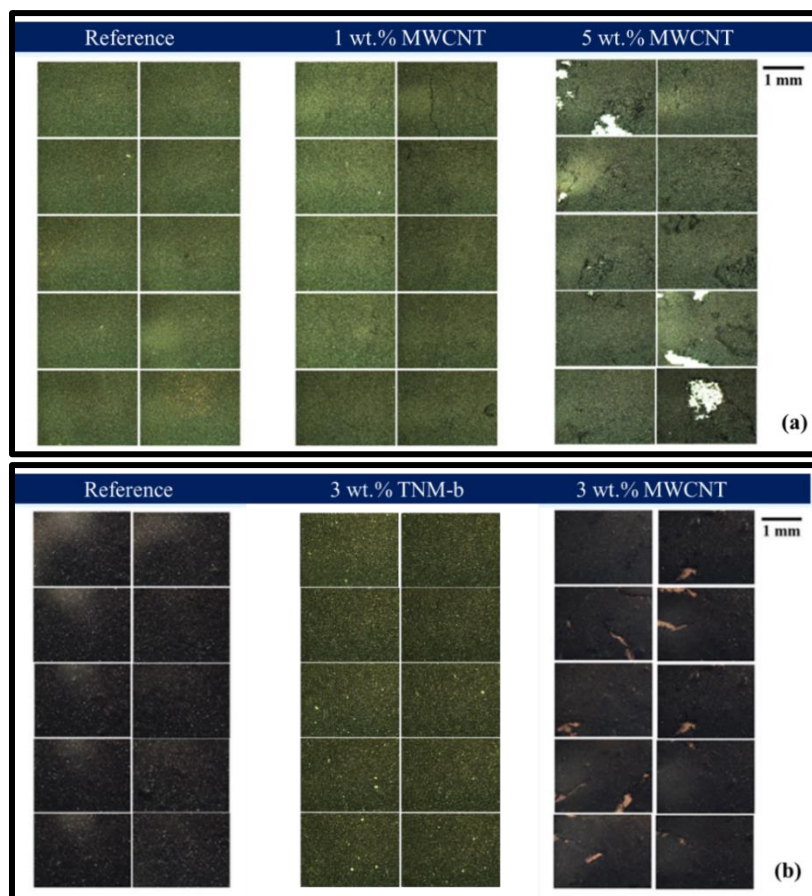 Reference 1 wt.% MWCNT 5 wt.% MWCNT
1 mm
(a)
Reference 3 wt.% TNM-b 3 wt.% MWCNT
1 mm
(b)